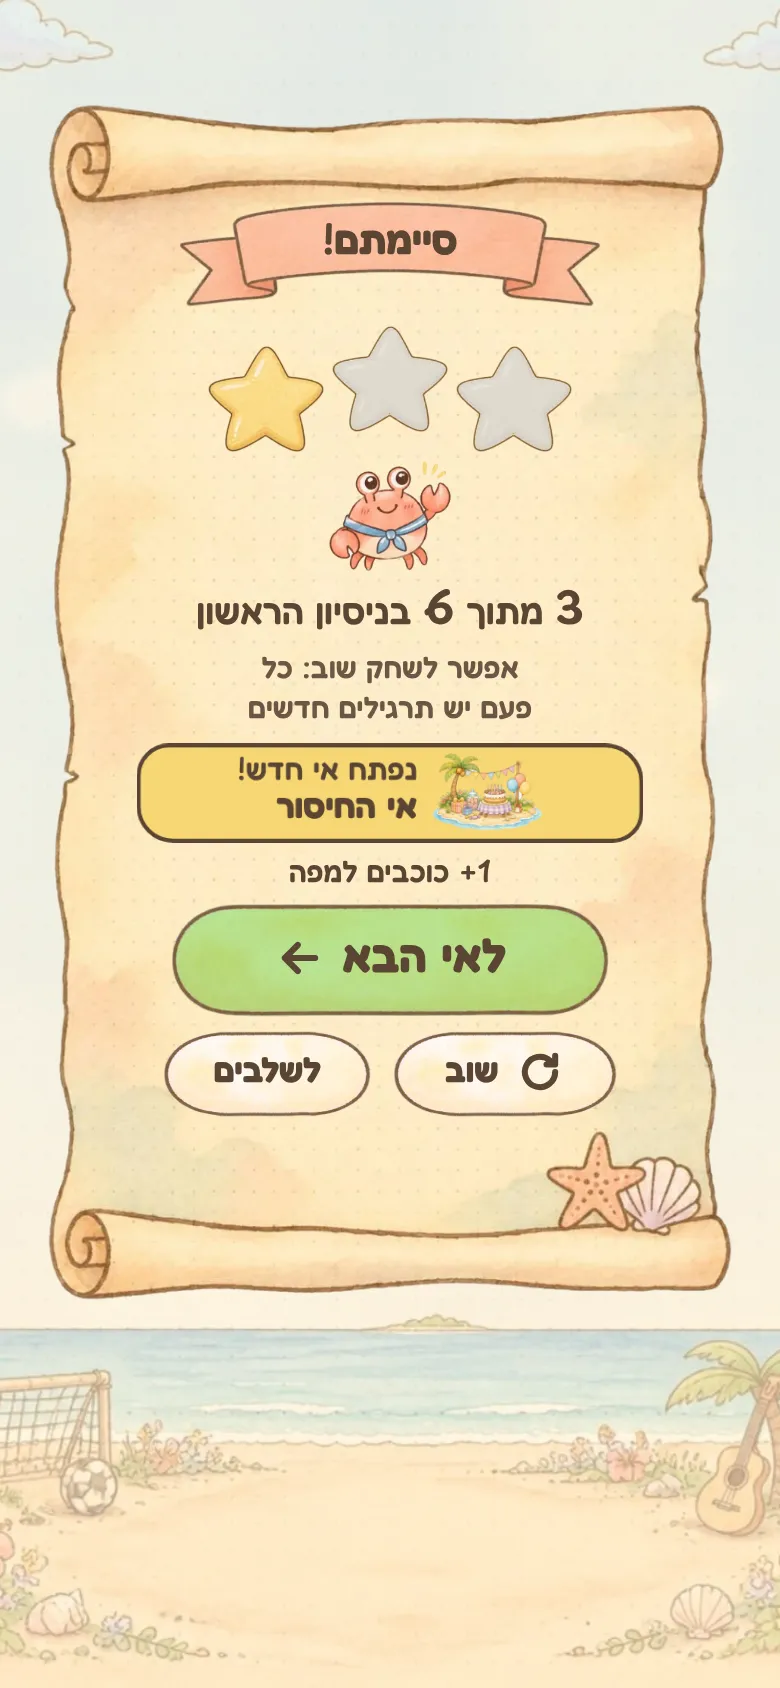 סיימתם!
3 מתוך 6 בניסיון הראשון
אפשר לשחק שוב: כל
פעם יש תרגילים חדשים
נפתח אי חדש!
אי החיסור
+1 כוכבים למפה
לאי הבא ←
שוב
לשלבים